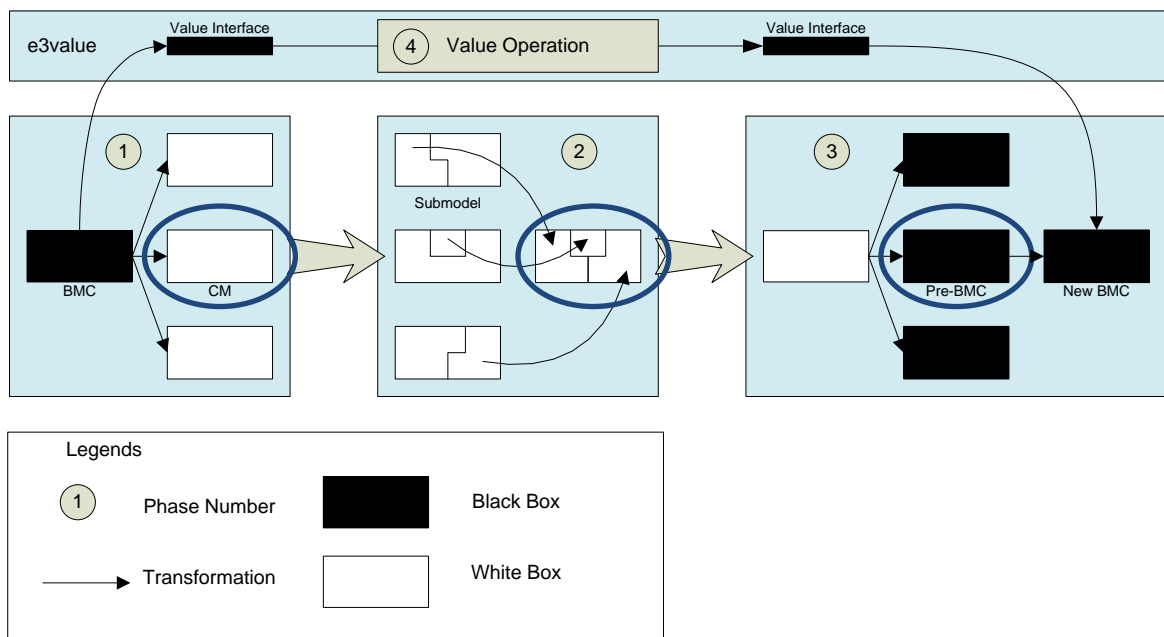 Value Interface
Value Interface
e3value
4
Value Operation
1
2
3
Submodel
BMC
CM
Pre-BMC
New BMC
Legends
1
Phase Number
Black Box
Transformation
White Box